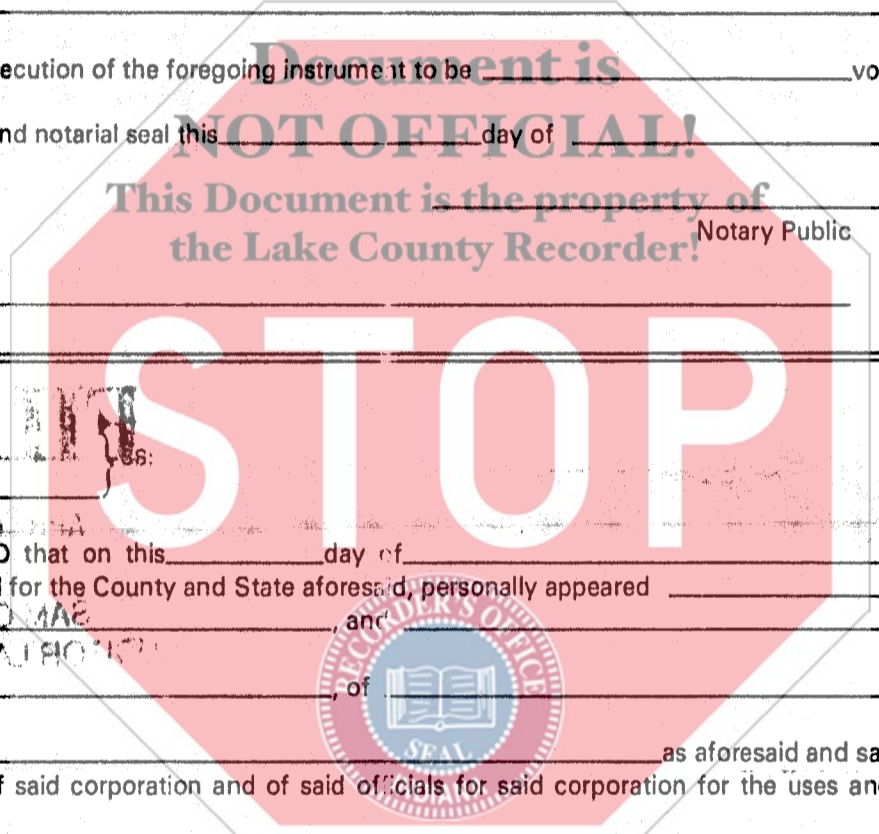 Document is
ecution of the foregoing instrument to be vo
NOT OFFICIAL!
nd notarial seal this day of
This Document is the property of
Notary Public
the Lake County Recorder!
STOP
ss:
that on this day of
for the County and State aforesaid, personally appeared
, and
RECORDER'S OFFICE
, of
SEAL
as aforesaid and sa
f said corporation and of said officials for said corporation for the uses an
INDIANA